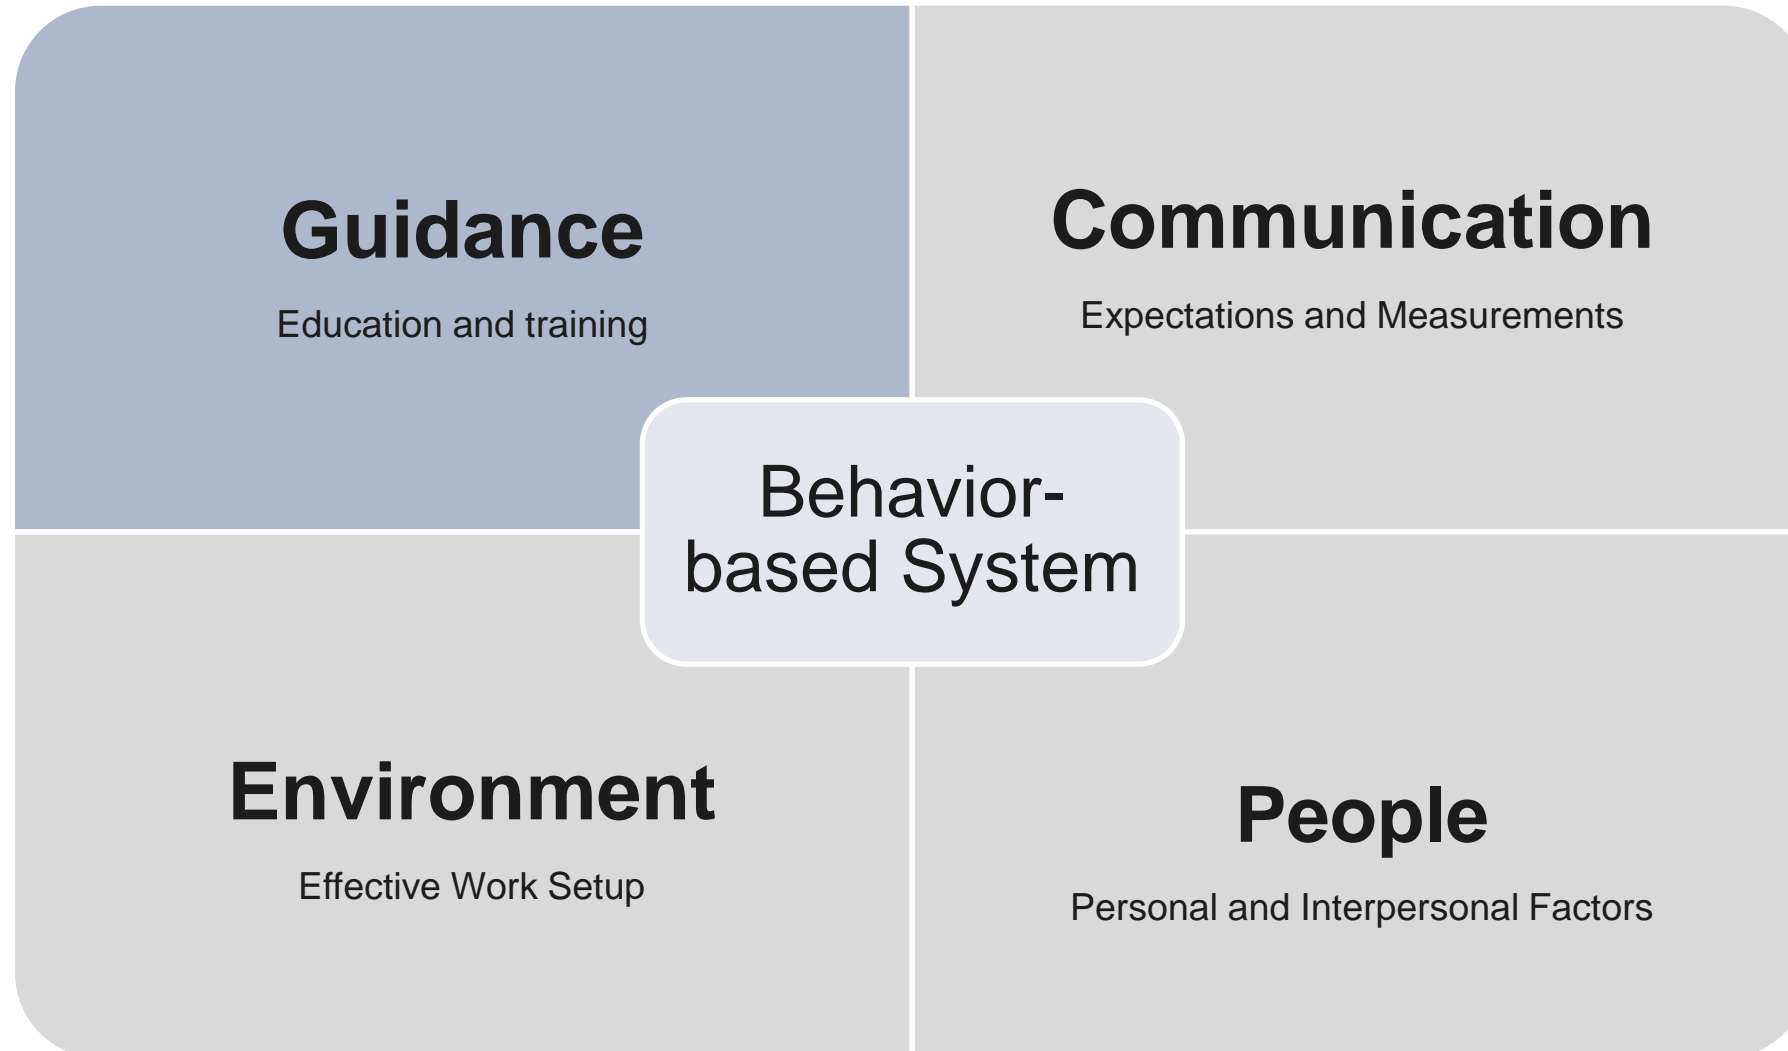 Guidance
Education and training
Communication
Expectations and Measurements
Behavior-
based System
Environment
Effective Work Setup
People
Personal and Interpersonal Factors